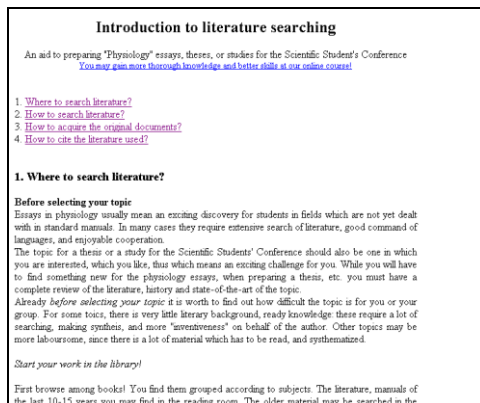 Introduction to literature searching
An aid to preparing "Physiology" essays, theses, or studies for the Scientific Student's Conference
You may gain more thorough knowledge and better skills at our online course!
1. Where to search literature?
2. How to search literature?
3. How to acquire the original documents?
4. How to cite the literature used?
1. Where to search literature?
Before selecting your topic
Essays in physiology usually mean an exciting discovery for students in fields which are not yet dealt
with in standard manuals. In many cases they require extensive search of literature, good command of
languages, and enjoyable cooperation.
The topic for a thesis or a study for the Scientific Students' Conference should also be one in which
you are interested, which you like, thus which means an exciting challenge for you. While you will have
to find something new for the physiology essays, when preparing a thesis, etc. you must have a
complete review of the literature, history and state-of-the-art of the topic.
Already before selecting your topic it is worth to find out how difficult the topic is for you or your
group. For some toics, there is very little literary background, ready knowledge: these require a lot of
searching, making syntheis, and more "inventiveness" on behalf of the author. Other topics may be
more laboursome, since there is a lot of material which has to be read, and systhematized.
Start your work in the library!
First browse among books! You find them grouped according to subjects. The literature, manuals of
the last 10-15 years you may find in the reading room. The older material may be searched in the